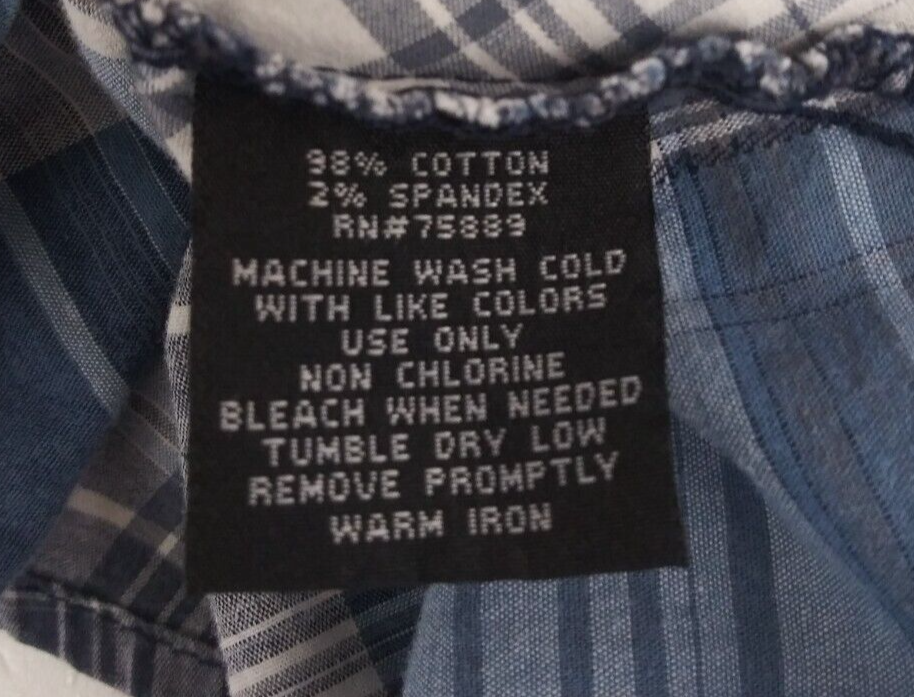 98% COTTON
2% SPANDEX
RN#75889
MACHINE WASH COLD
WITH LIKE COLORS
USE ONLY
NON CHLORINE
BLEACH WHEN NEEDED
TUMBLE DRY LOW
REMOVE PROMPTLY
WARM IRON